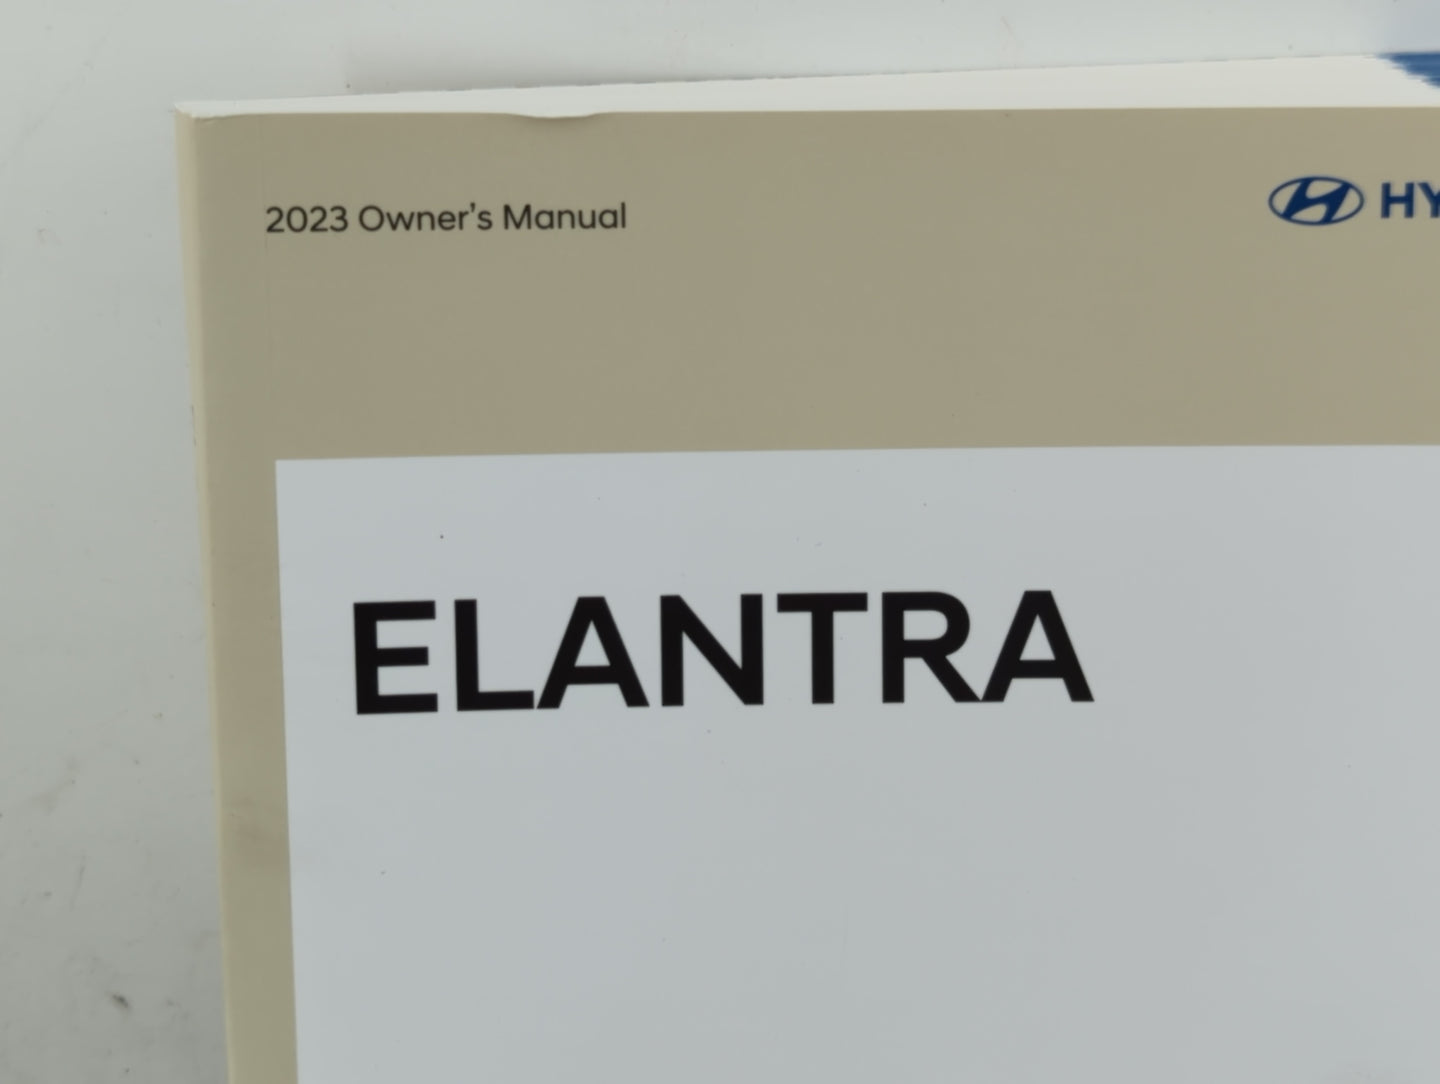 2023 Owner's Manual
HY
ELANTRA